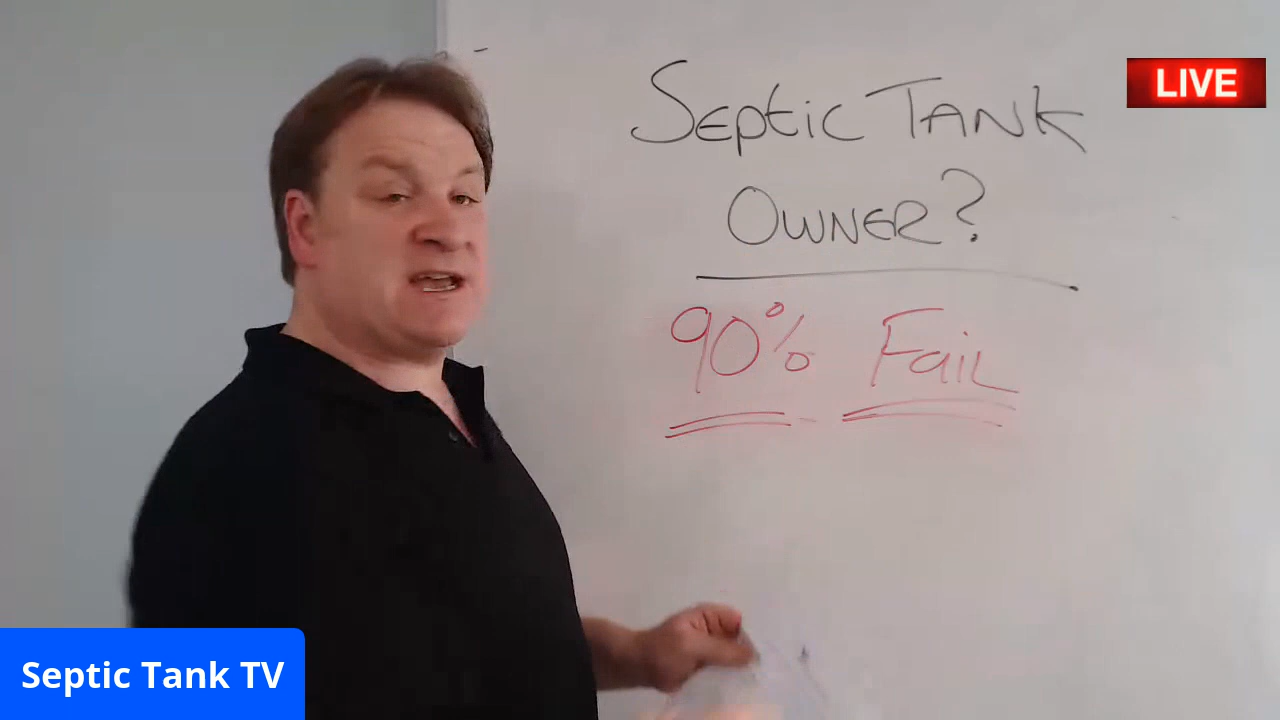 LIVE
Septic TANK
OWNER?
90% Fail
Septic Tank TV